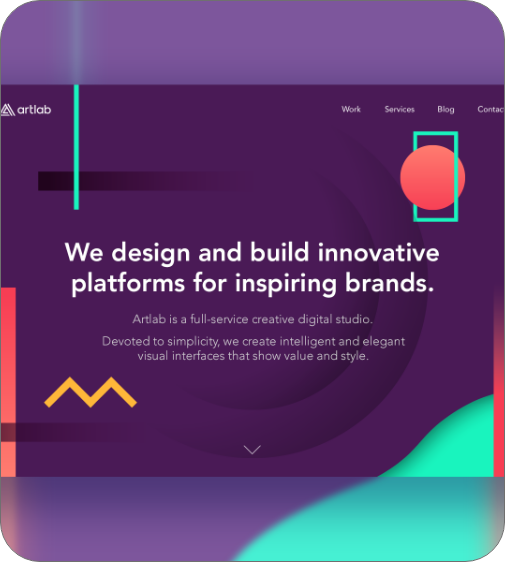 artlab
Work Services Blog Contact
We design and build innovative
platforms for inspiring brands.
Artlab is a full-service creative digital studio.
Devoted to simplicity, we create intelligent and elegant
visual interfaces that show value and style.